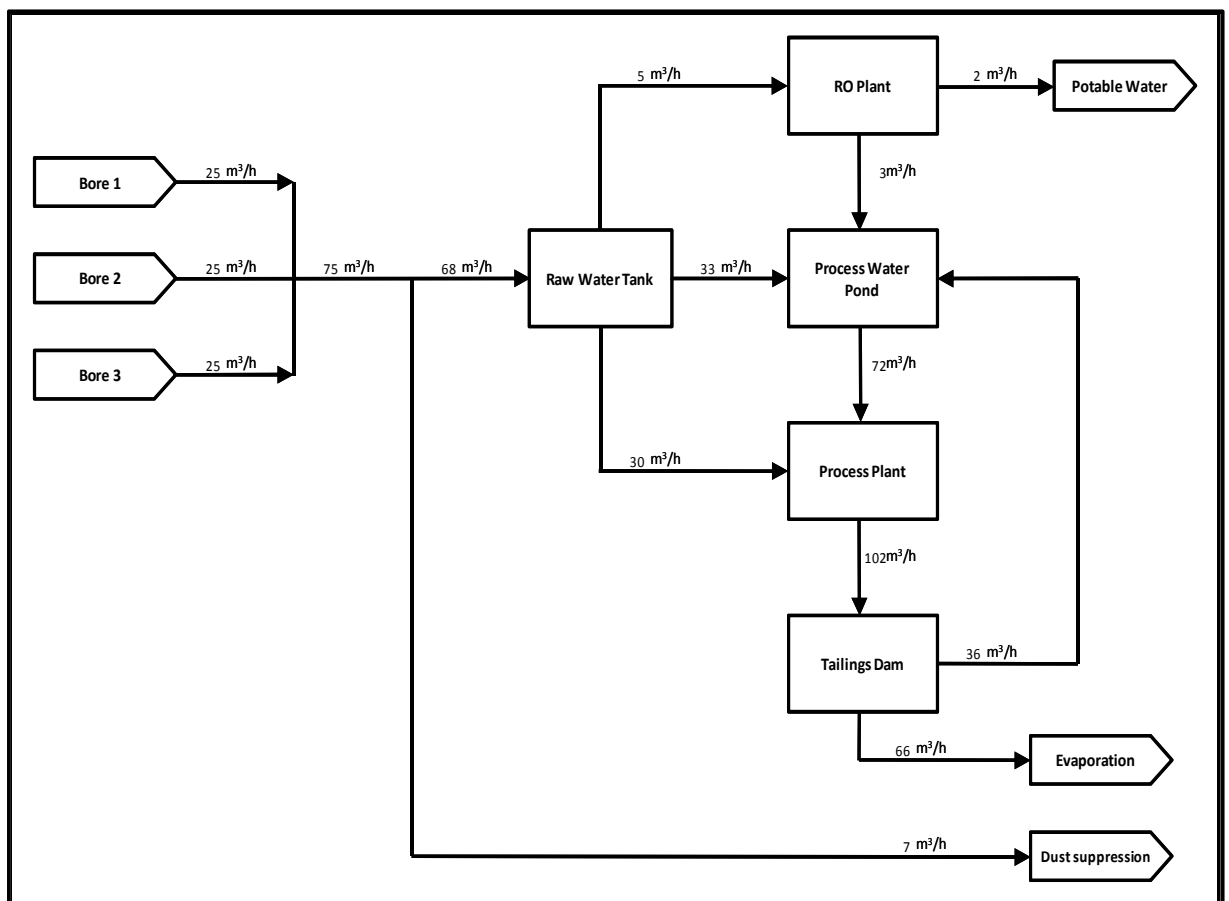 5 m³/h
RO Plant
2 m³/h
Potable Water
Bore 1
25 m³/h
3m³/h
Bore 2
25 m³/h
75 m³/h
68 m³/h
Raw Water Tank
33 m³/h
Process Water
Pond
Bore 3
25 m³/h
72m³/h
30 m³/h
Process Plant
102m³/h
Tailings Dam
36 m³/h
66 m³/h
Evaporation
7 m³/h
Dust suppression